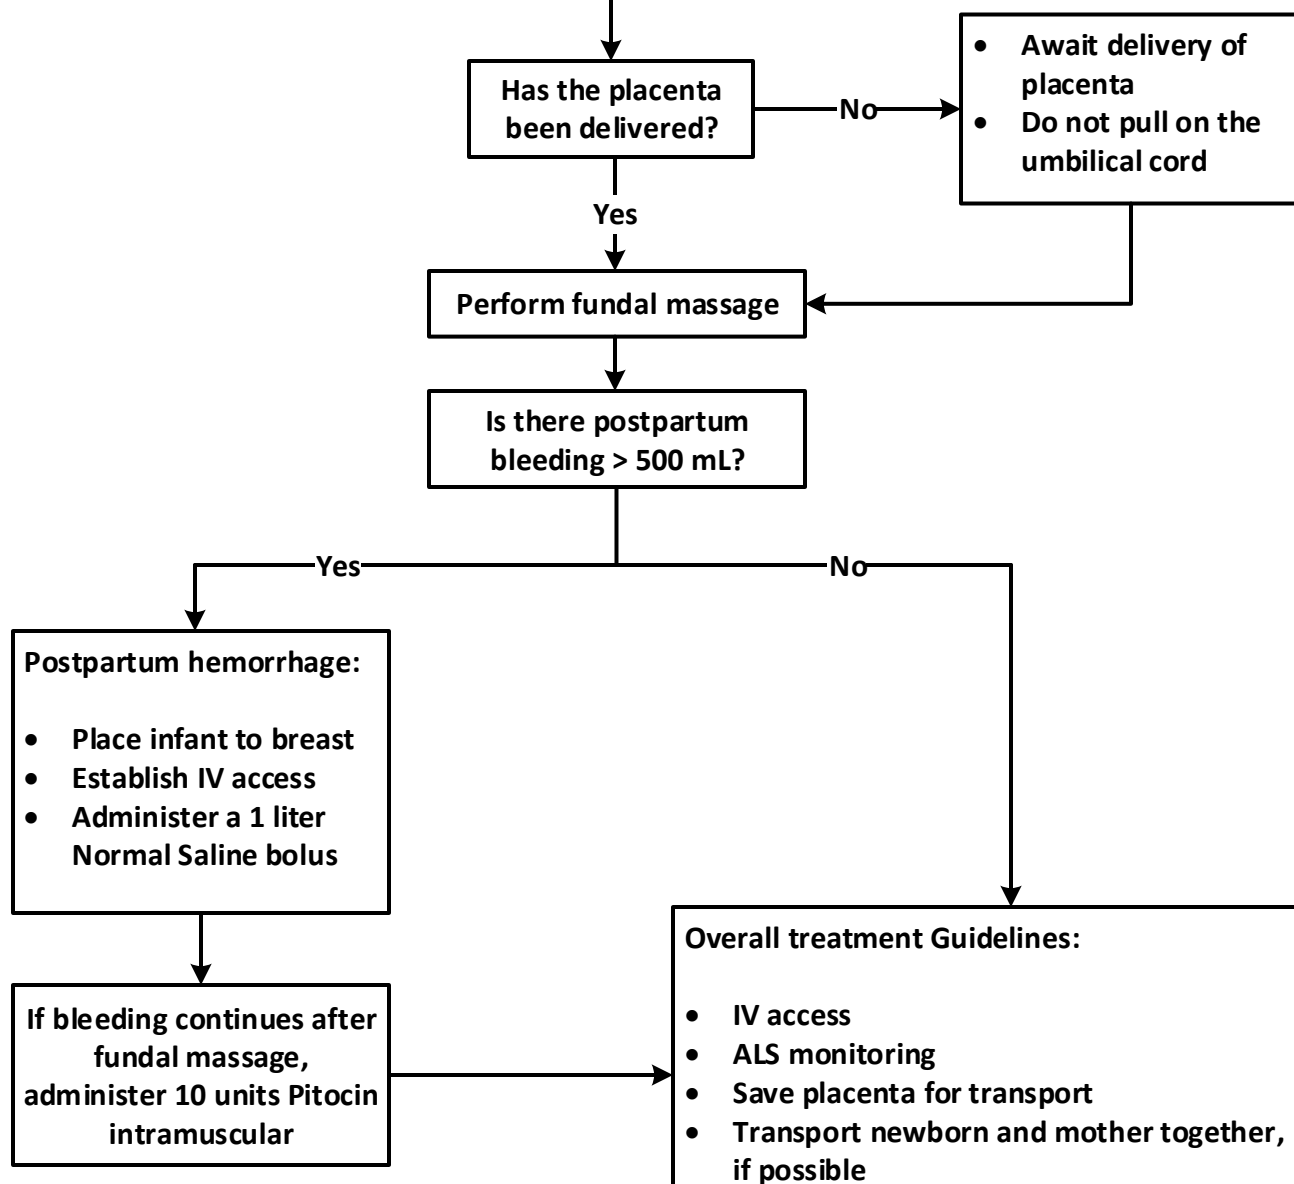 Has the placenta
been delivered?
No
• Await delivery of
placenta
• Do not pull on the
umbilical cord
Yes
Perform fundal massage
Is there postpartum
bleeding > 500 mL?
Yes
No
Postpartum hemorrhage:
• Place infant to breast
• Establish IV access
• Administer a 1 liter
Normal Saline bolus
If bleeding continues after
fundal massage,
administer 10 units Pitocin
intramuscular
Overall treatment Guidelines:
• IV access
• ALS monitoring
• Save placenta for transport
• Transport newborn and mother together,
if possible